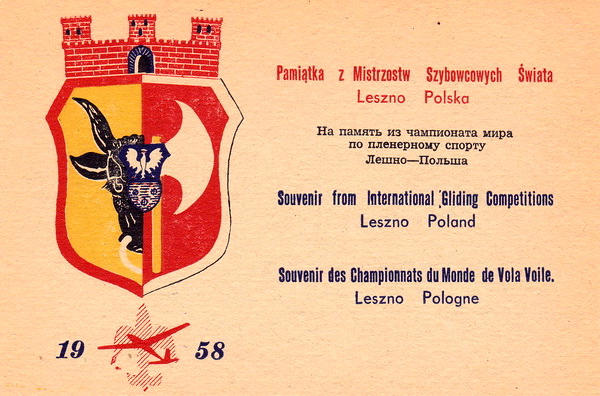 Pamiątka z Mistrzostw Szybowcowych Świata
Leszno Polska
На память из чампионата мира
по пленерному спорту
Лешно—Польша
Souvenir from International Gliding Competitions
Leszno Poland
Souvenir des Championnats du Monde de Vola Voile.
Leszno Pologne
19 58